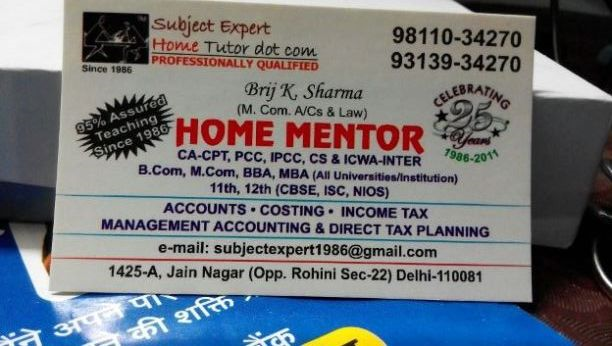 Subject Expert
Home Tutor dot com
PROFESSIONALLY QUALIFIED
Since 1986
98110-34270
93139-34270
Brij K. Sharma
(M. Com. A/Cs & Law)
95% Assured
Teaching
Since 1986
HOME MENTOR
CELEBRATING
25
Years
1986-2011
CA-CPT, PCC, IPCC, CS & ICWA-INTER
B.Com, M.Com, BBA, MBA (All Universities/Institution)
11th, 12th (CBSE, ISC, NIOS)
ACCOUNTS • COSTING • INCOME TAX
MANAGEMENT ACCOUNTING & DIRECT TAX PLANNING
e-mail: subjectexpert1986@gmail.com
1425-A, Jain Nagar (Opp. Rohini Sec-22) Delhi-110081
अपने
की शक्ति